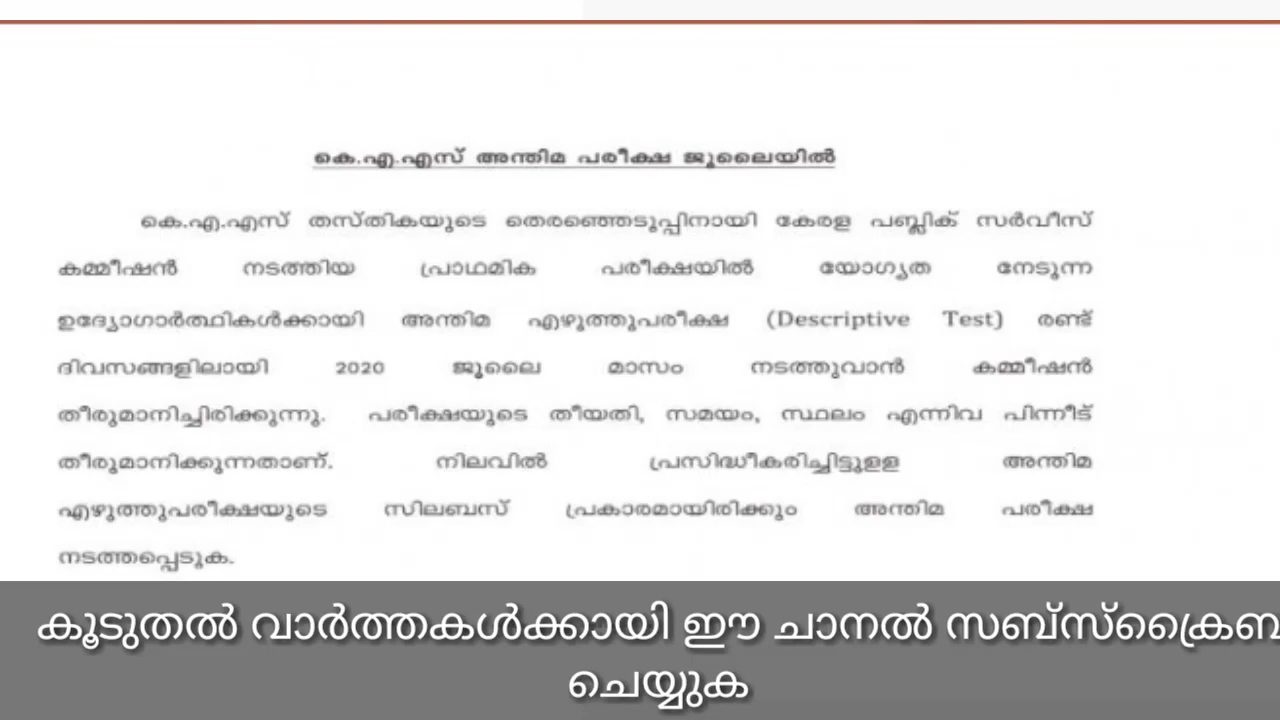 കെ.എ.എസ് അന്തിമ പരീക്ഷ ജൂലൈയിൽ
കെ.എ.എസ് തസ്തികയുടെ തെരഞ്ഞെടുപ്പിനായി കേരള പബ്ലിക് സർവീസ്
കമ്മീഷൻ നടത്തിയ പ്രാഥമിക പരീക്ഷയിൽ യോഗ്യത നേടുന്ന
ഉദ്യോഗാർത്ഥികൾക്കായി അന്തിമ എഴുത്തുപരീക്ഷ (Descriptive Test) രണ്ട്
ദിവസങ്ങളിലായി 2020 ജൂലൈ മാസം നടത്തുവാൻ കമ്മീഷൻ
തീരുമാനിച്ചിരിക്കുന്നു. പരീക്ഷയുടെ തീയതി, സമയം, സ്ഥലം എന്നിവ പിന്നീട്
തീരുമാനിക്കുന്നതാണ്. നിലവിൽ പ്രസിദ്ധീകരിച്ചിട്ടുളള അന്തിമ
എഴുത്തുപരീക്ഷയുടെ സിലബസ് പ്രകാരമായിരിക്കും അന്തിമ പരീക്ഷ
നടത്തപ്പെടുക.
കൂടുതൽ വാർത്തകൾക്കായി ഈ ചാനൽ സബ്സ്ക്രൈബ
ചെയ്യുക